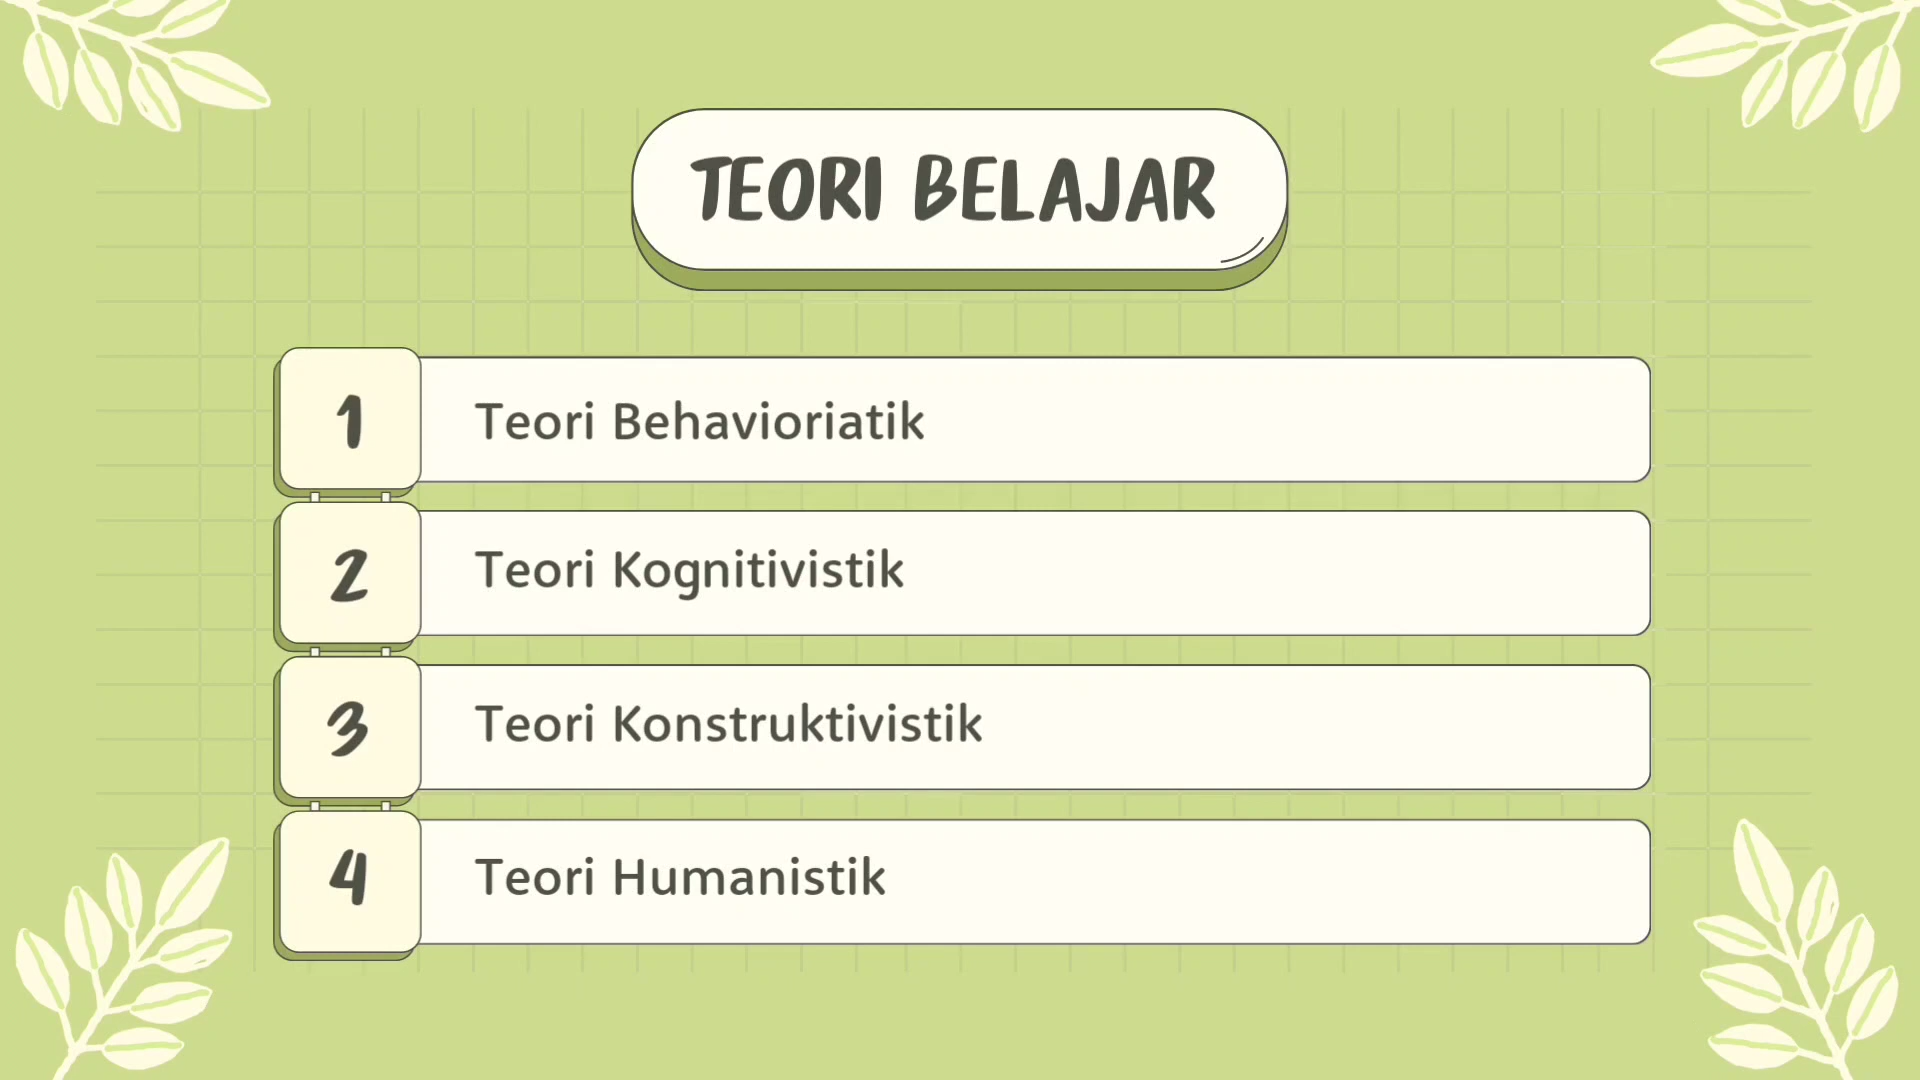 TEORI BELAJAR
1
Teori Behavioriatik
2
Teori Kognitivistik
3
Teori Konstruktivistik
4
Teori Humanistik